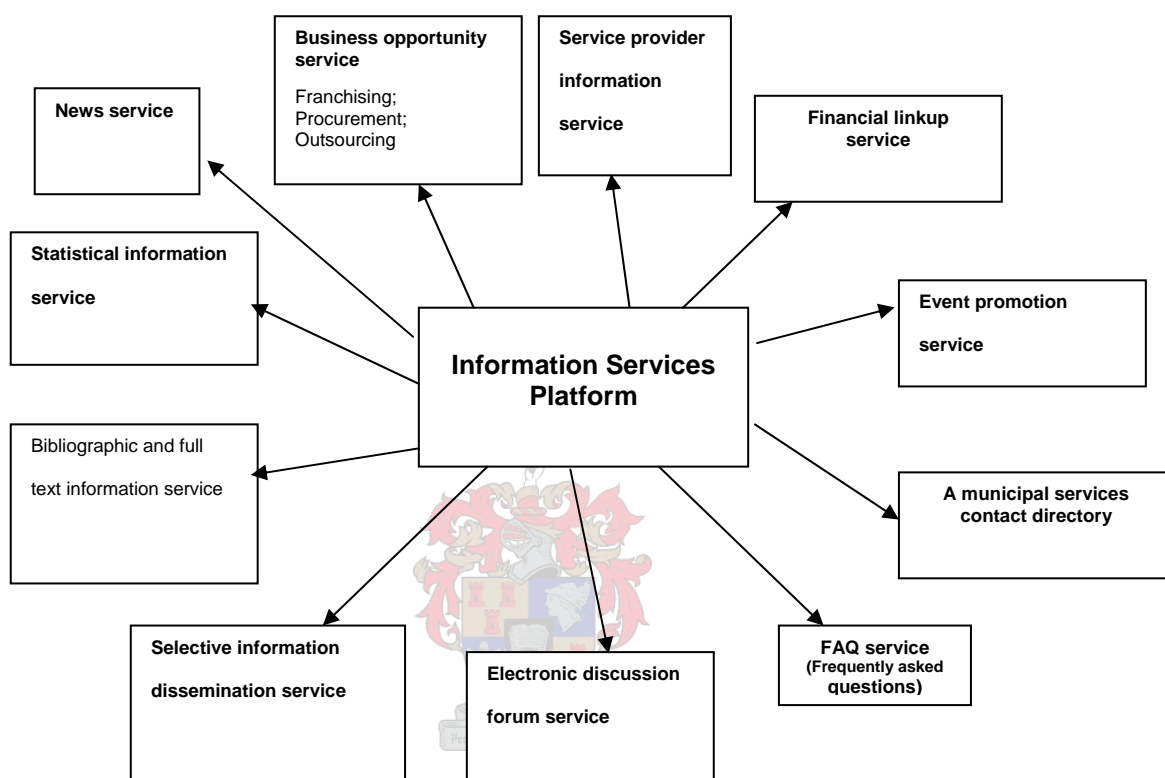 Business opportunity
service
Franchising;
Procurement;
Outsourcing
Service provider
information
service
News service
Financial linkup
service
Statistical information
service
Event promotion
service
Information Services
Platform
Bibliographic and full
text information service
A municipal services
contact directory
Selective information
dissemination service
Electronic discussion
forum service
FAQ service
(Frequently asked
questions)